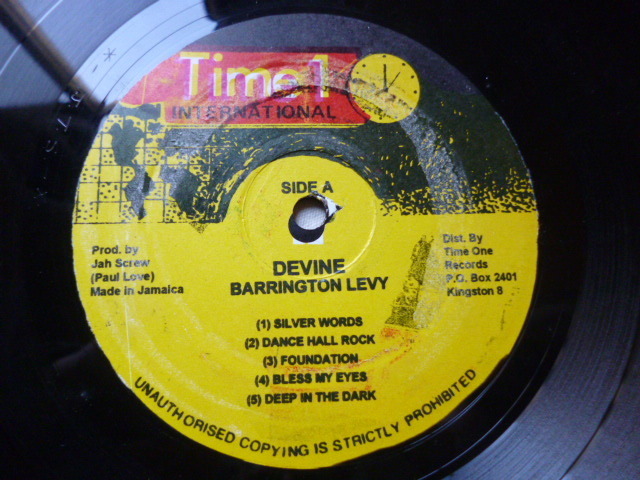 Time 1
INTERNATIONAL
SIDE A
Prod. by
Jah Screw
(Paul Love)
Made in Jamaica
Dist. By
Time One
Records
P.O. Box 2401
Kingston 8
DEVINE
BARRINGTON LEVY
(1) SILVER WORDS
(2) DANCE HALL ROCK
(3) FOUNDATION
(4) BLESS MY EYES
(5) DEEP IN THE DARK
UNAUTHORISED COPYING IS STRICTLY PROHIBITED